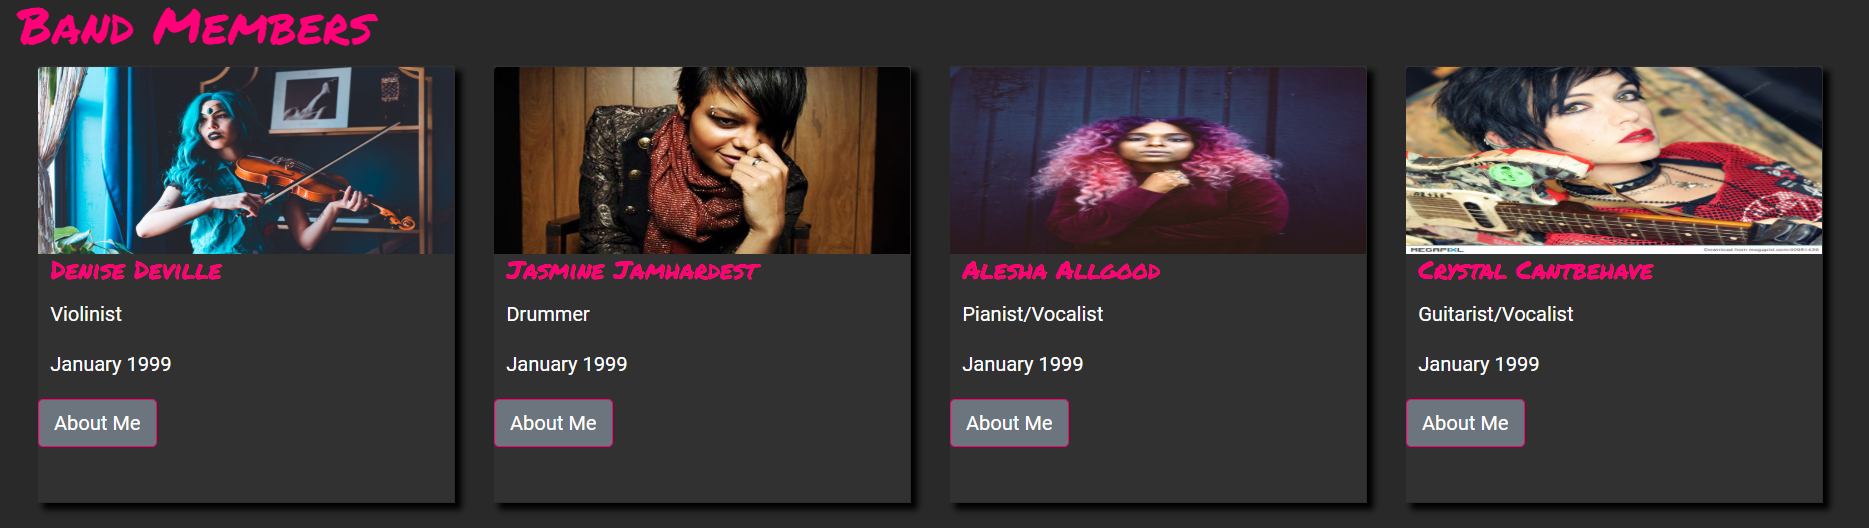 Band Members
MEGAPIXL
Denise Deville
Violinist
January 1999
About Me
Jasmine Jamhardest
Drummer
January 1999
About Me
Alesha Allgood
Pianist/Vocalist
January 1999
About Me
Crystal Cantbehave
Guitarist/Vocalist
January 1999
About Me